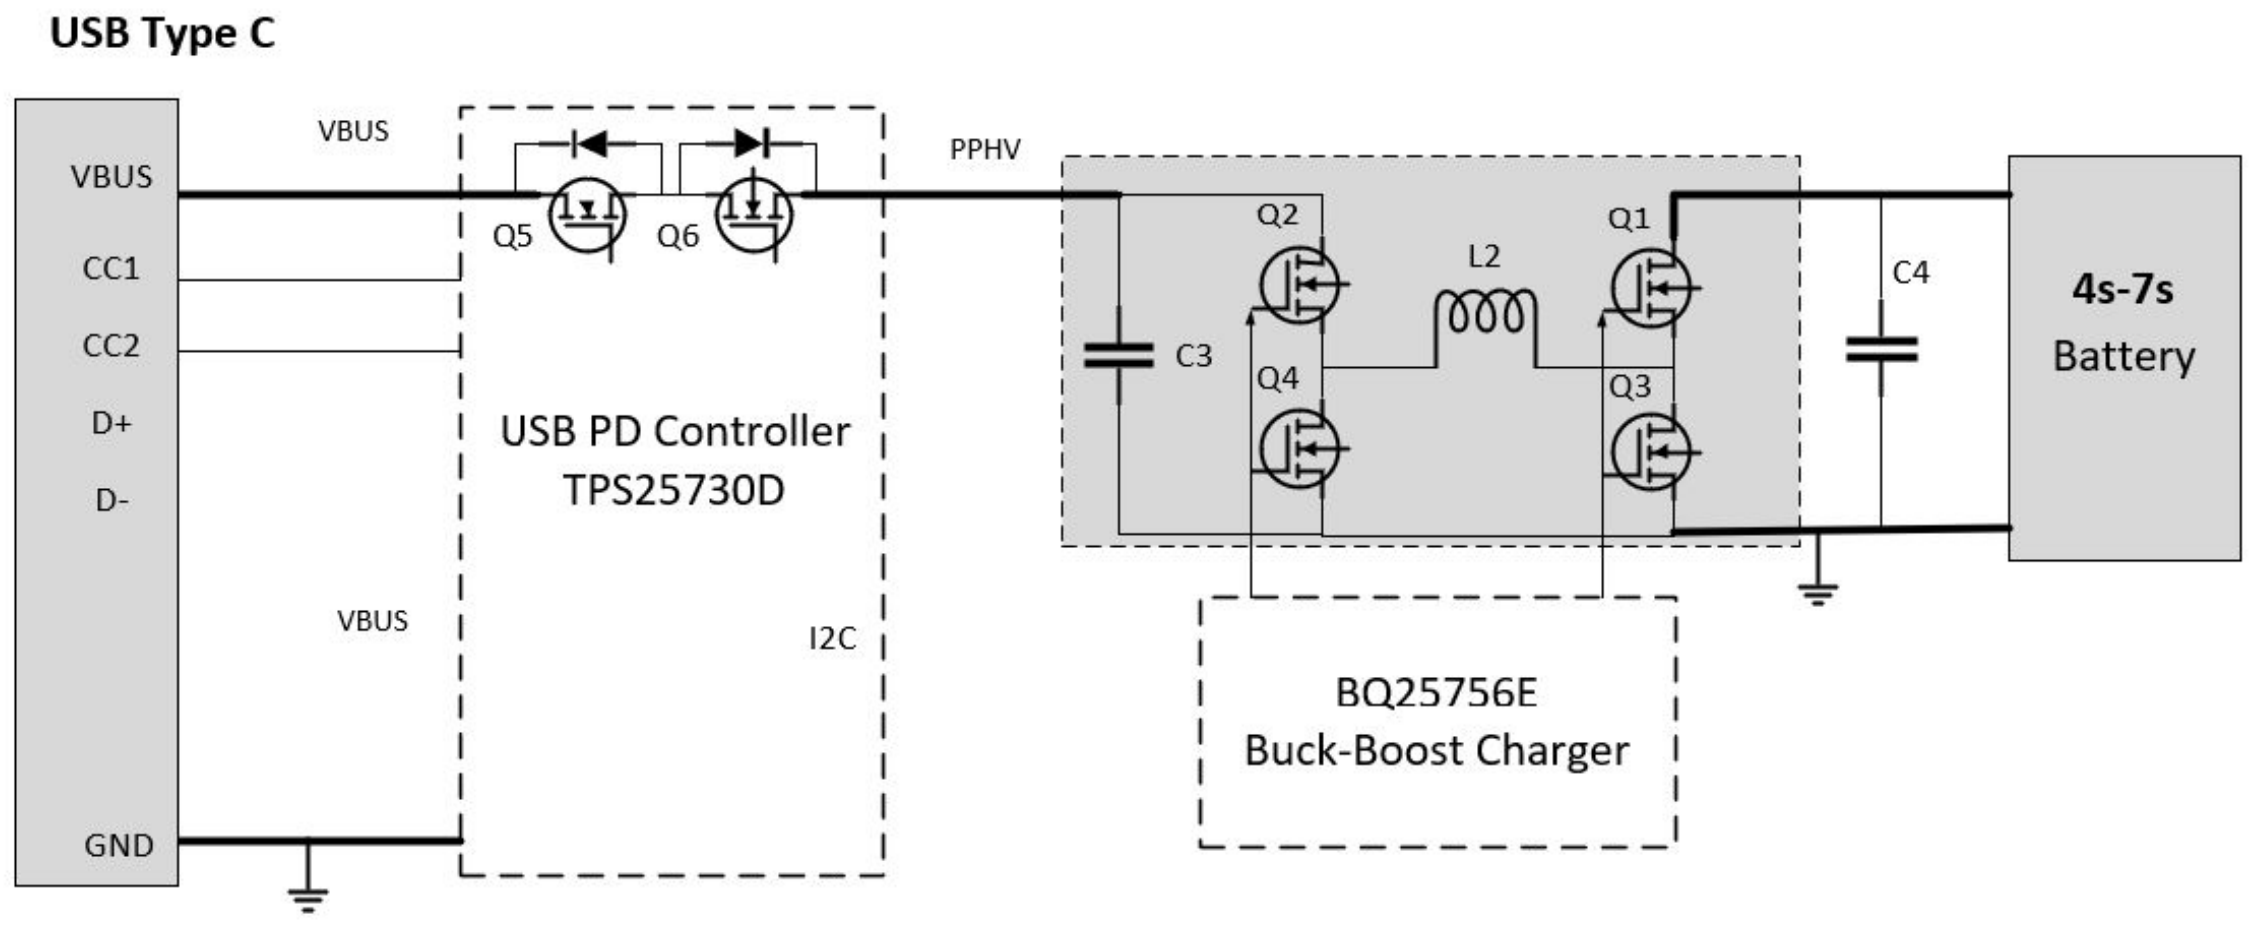 USB Type C
VBUS
CC1
CC2
D+
D-
GND
VBUS
VBUS
Q5
Q6
USB PD Controller
TPS25730D
I2C
PPHV
C3
Q2
Q4
L2
Q1
Q3
C4
4s-7s
Battery
BQ25756E
Buck-Boost Charger